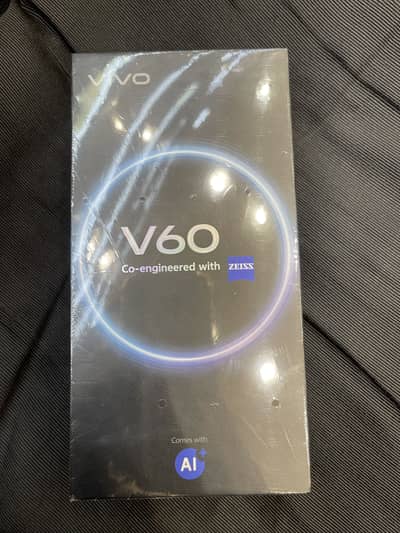 vivo
V60
Co-engineered with ZEISS
Comes with
AI+